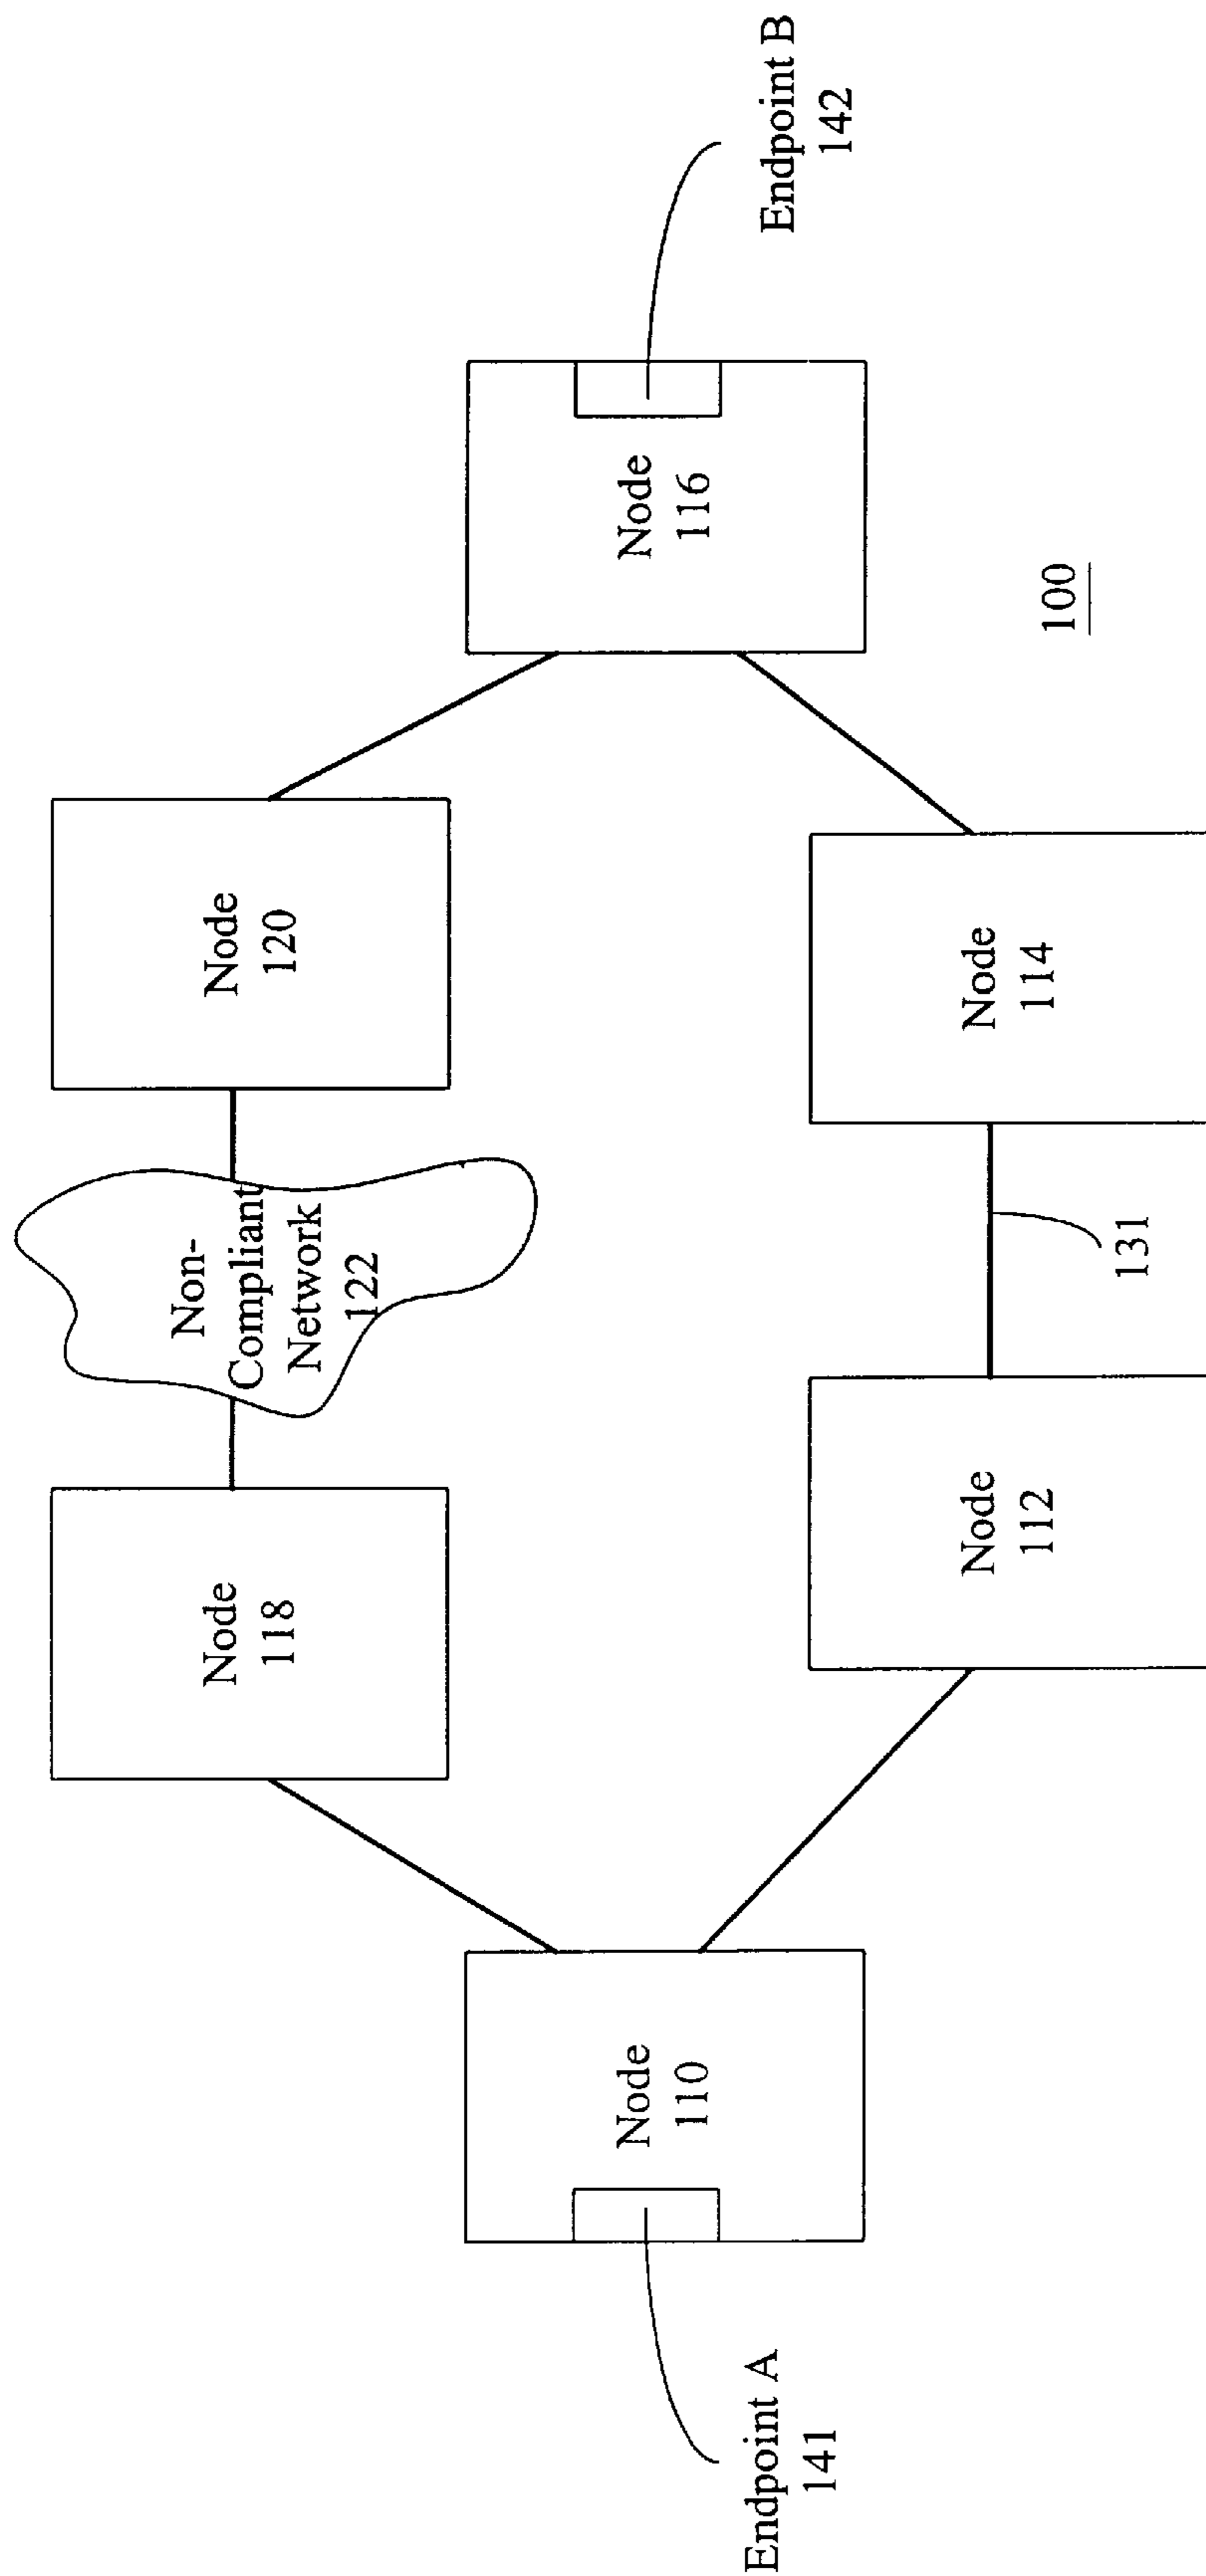 Non-
Compliant
Network
122
Node
118
Node
120
Endpoint A
141
Node
110
Node
116
Endpoint B
142
Node
112
Node
114
131
100